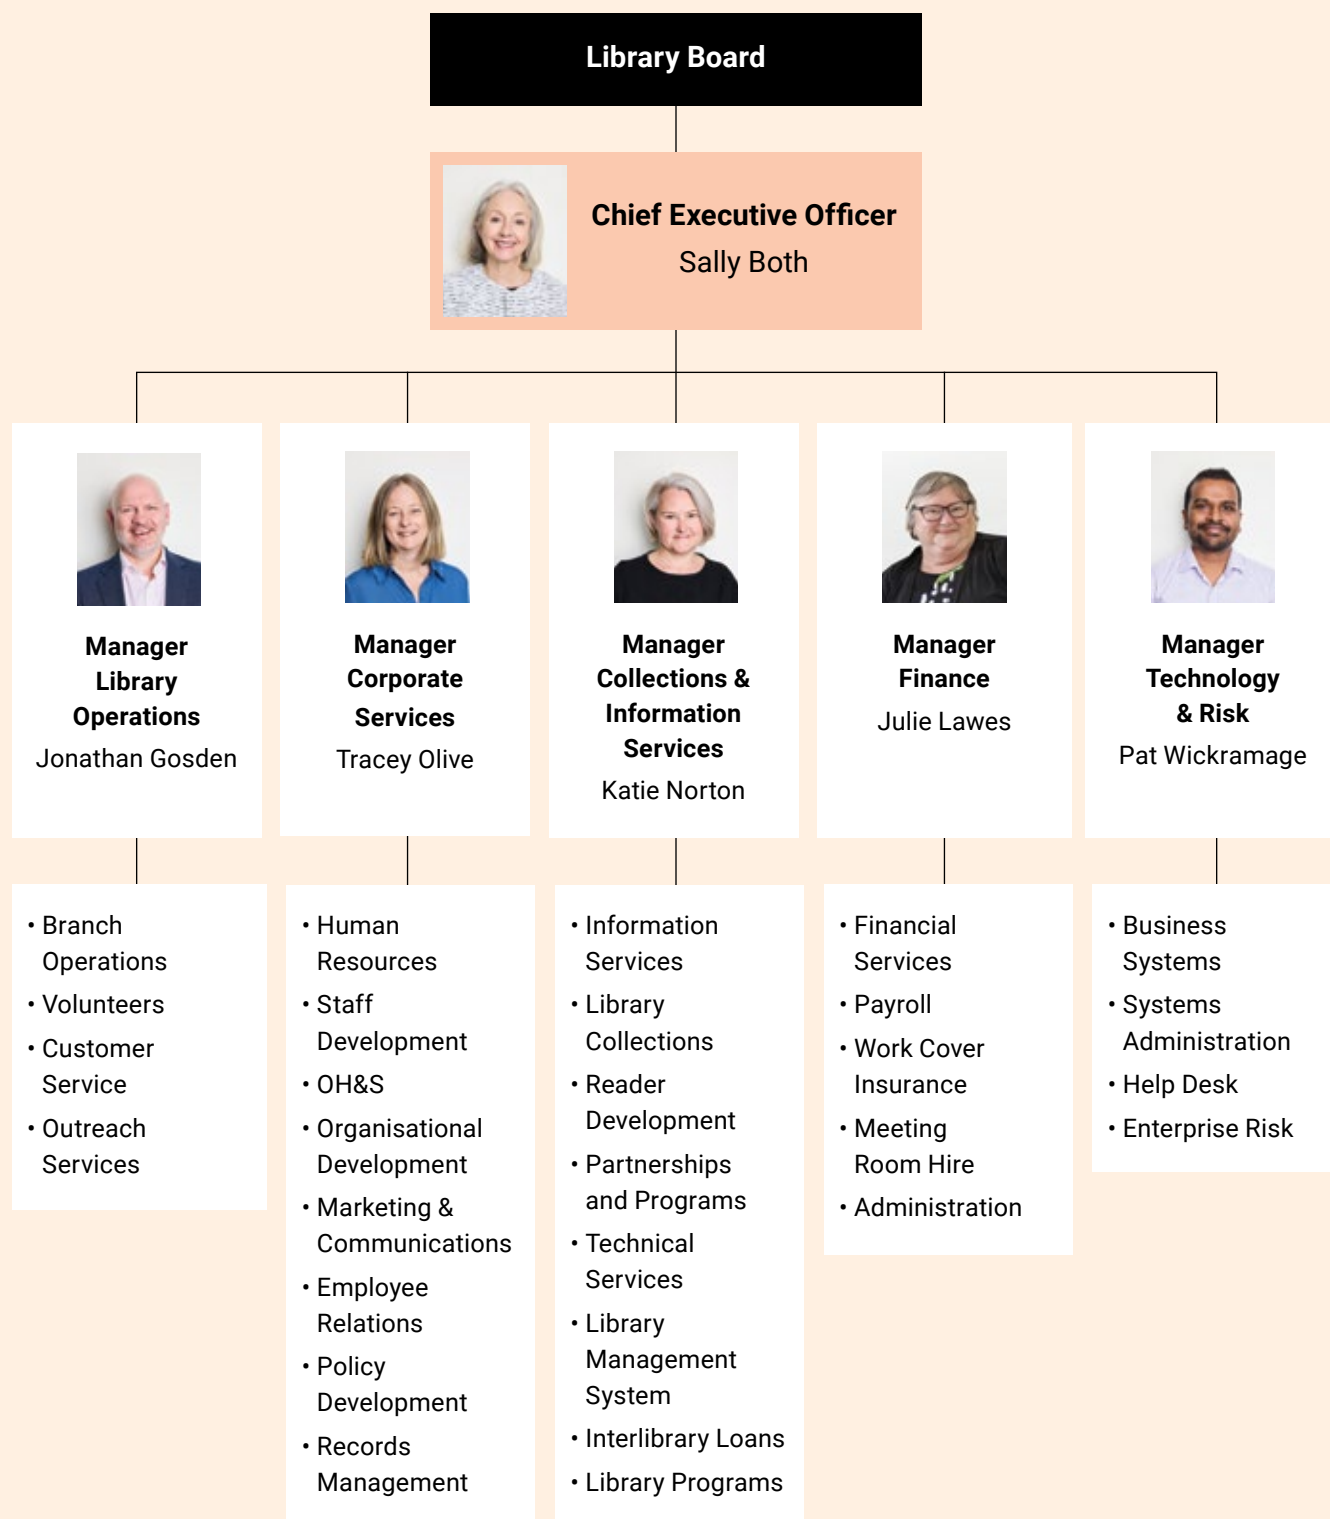 Library Board
Chief Executive Officer
Sally Both
Manager
Library
Operations
Jonathan Gosden
Manager
Corporate
Services
Tracey Olive
Manager
Collections &
Information
Services
Katie Norton
Manager
Finance
Julie Lawes
Manager
Technology
& Risk
Pat Wickramage
• Branch
Operations
• Volunteers
• Customer
Service
• Outreach
Services
• Human
Resources
• Staff
Development
• OH&S
• Organisational
Development
• Marketing &
Communications
• Employee
Relations
• Policy
Development
• Records
Management
• Information
Services
• Library
Collections
• Reader
Development
• Partnerships
and Programs
• Technical
Services
• Library
Management
System
• Interlibrary Loans
• Library Programs
• Financial
Services
• Payroll
• Work Cover
Insurance
• Meeting
Room Hire
• Administration
• Business
Systems
• Systems
Administration
• Help Desk
• Enterprise Risk